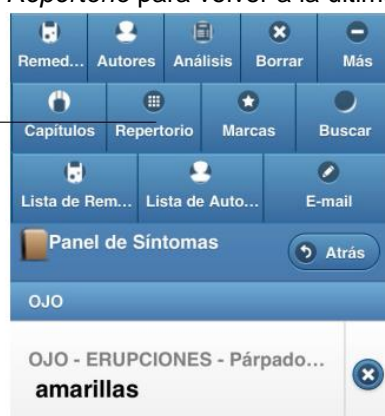 Repertorio para volver a la últim
Remed... Autores Análisis Borrar Más
Capítulos Repertorio Marcas Buscar
Lista de Rem... Lista de Auto... E-mail
Panel de Síntomas Atrás
OJO
OJO - ERUPCIONES - Párpado...
amarillas